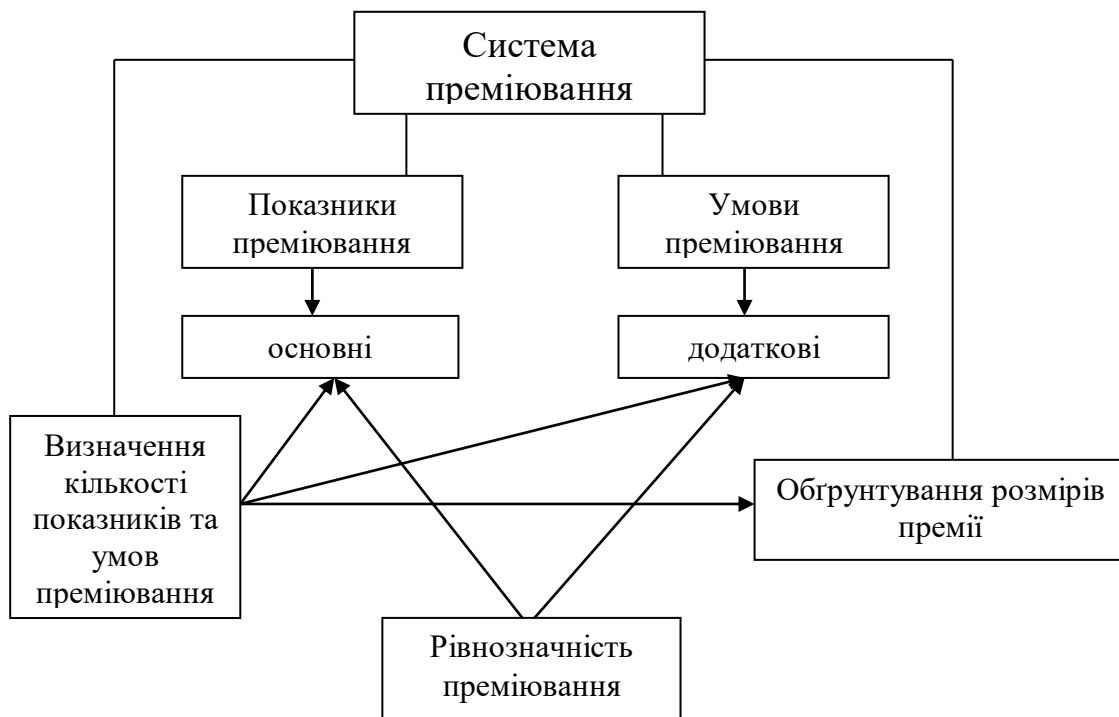 Система
преміювання
Показники
преміювання
Умови
преміювання
основні
додаткові
Визначення
кількості
показників та
умов
преміювання
Обґрунтування розмірів
премії
Рівнозначність
преміювання